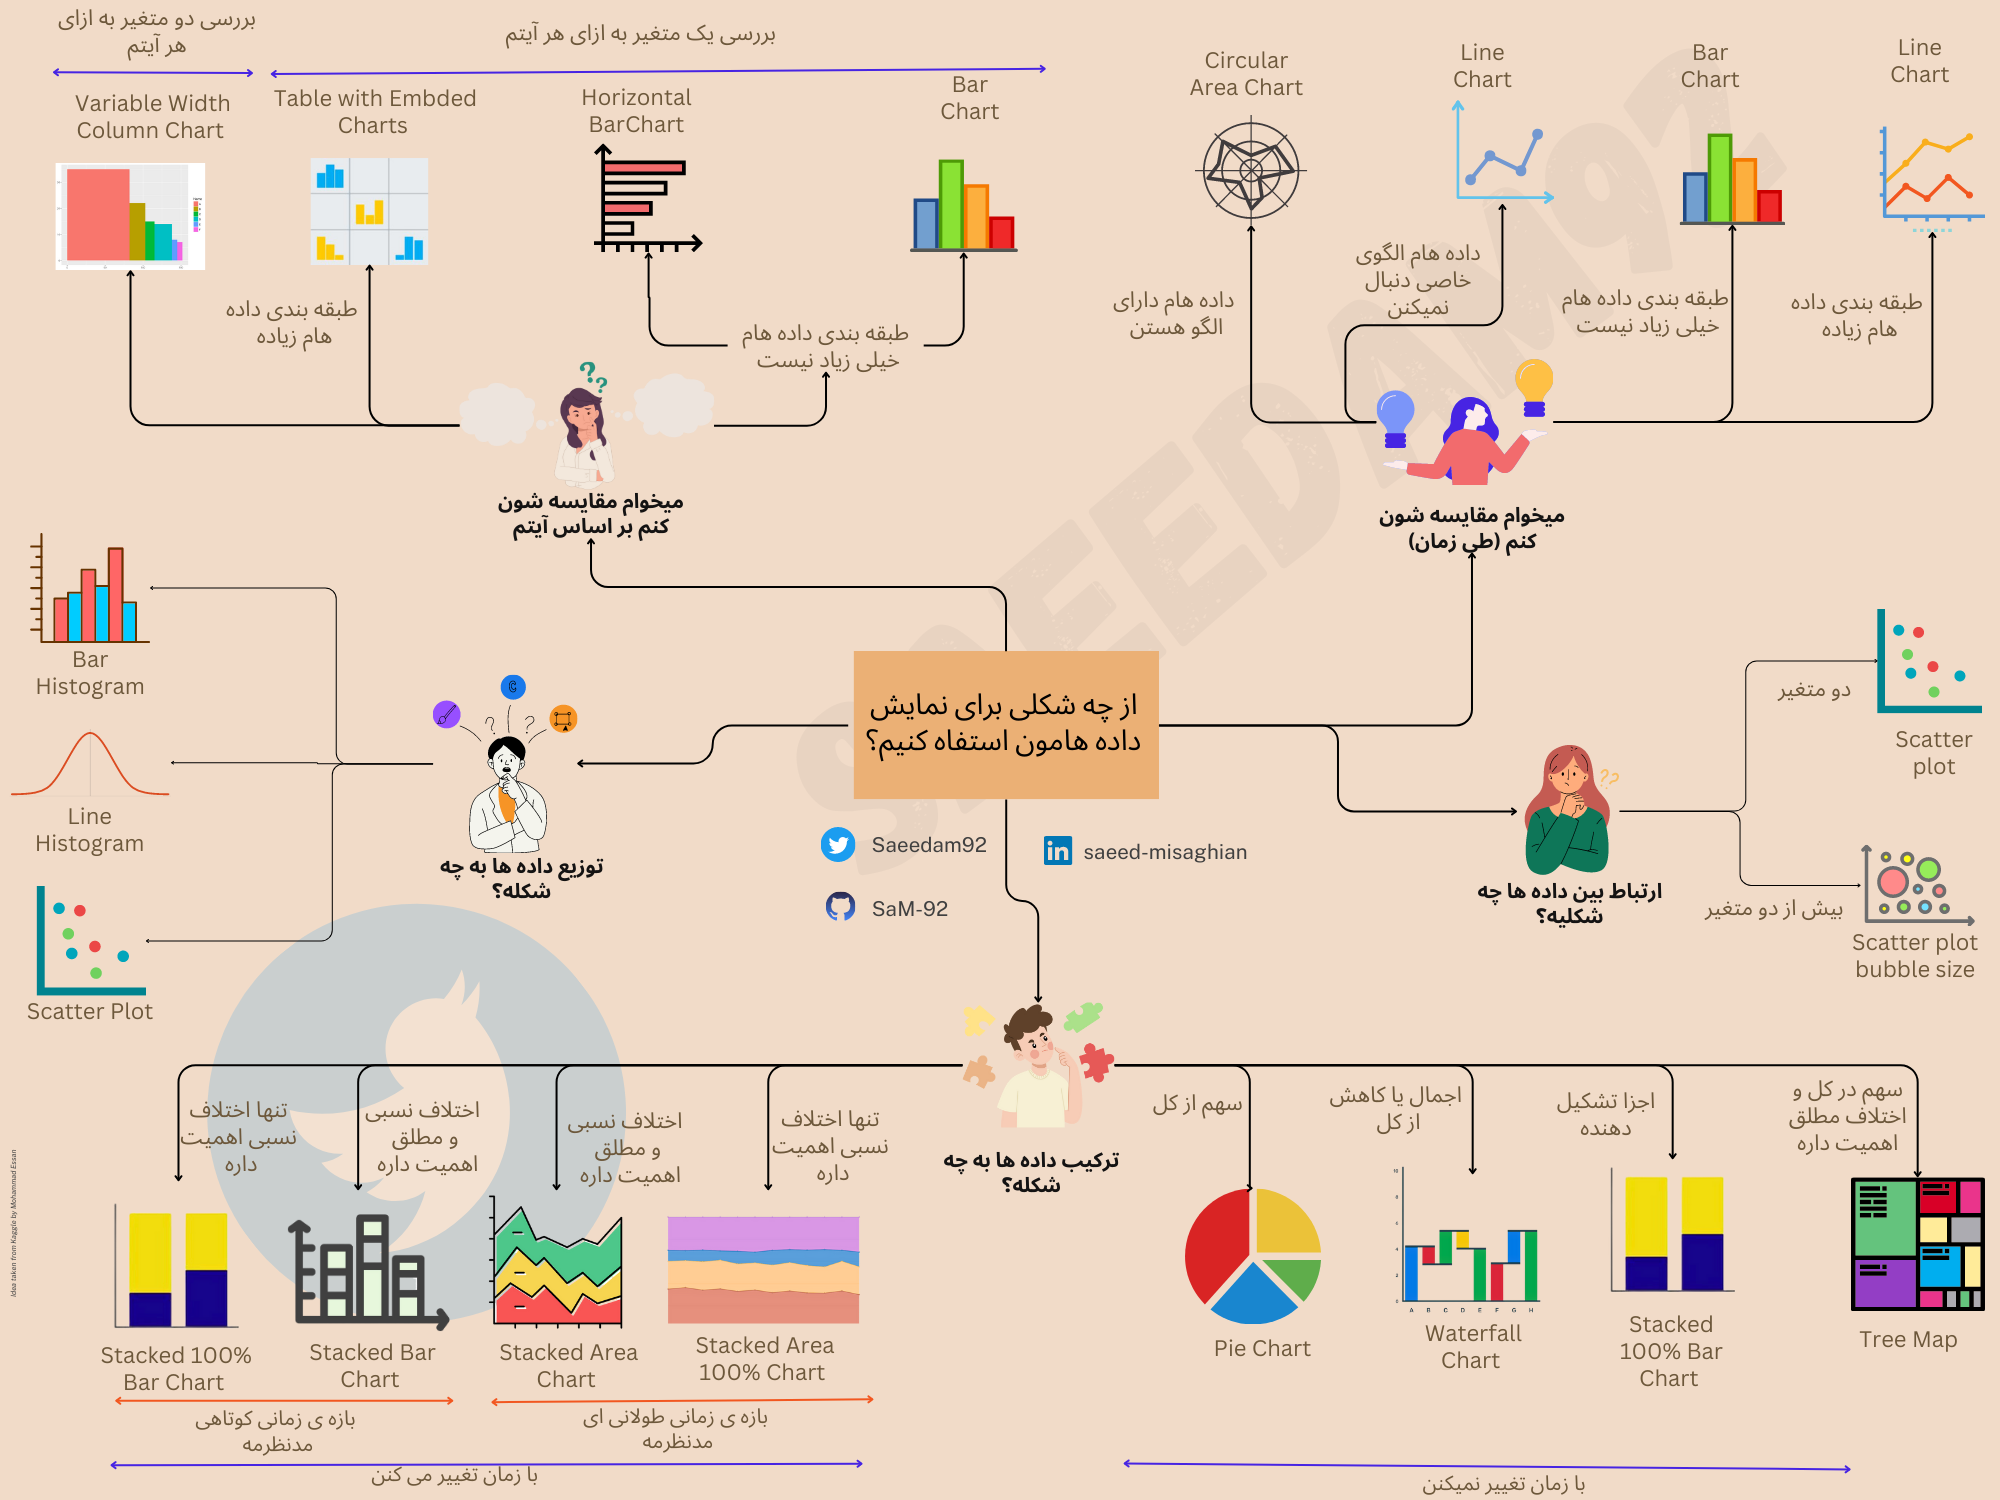 بررسی دو متغیر به ازای
هر آیتم
بررسی یک متغیر به ازای هر آیتم
Variable Width
Column Chart
Table with Embded
Charts
Horizontal
BarChart
Bar
Chart
Circular
Area Chart
Line
Chart
Bar
Chart
Line
Chart
طبقه بندی داده
هام زیاده
طبقه بندی داده هام
خیلی زیاد نیست
داده هام دارای
الگو هستن
داده هام الگوی
خاصی دنبال
نمیکنن
طبقه بندی داده هام
خیلی زیاد نیست
طبقه بندی داده
هام زیاده
میخوام مقایسه شون
کنم بر اساس آیتم
میخوام مقایسه شون
کنم (طی زمان)
SAEEDAM92
Bar
Histogram
Line
Histogram
Scatter Plot
توزیع داده ها به چه
شکله؟
از چه شکلی برای نمایش
داده هامون استفاه کنیم؟
Saeedam92
saeed-misaghian
SaM-92
دو متغیر
Scatter
plot
ارتباط بین داده ها چه
شکلیه؟
بیش از دو متغیر
Scatter plot
bubble size
تنها اختلاف
نسبی اهمیت
داره
اختلاف نسبی
و مطلق
اهمیت داره
اختلاف نسبی
و مطلق
اهمیت داره
تنها اختلاف
نسبی اهمیت
داره
ترکیب داده ها به چه
شکله؟
سهم از کل
اجمال یا کاهش
از کل
اجزا تشکیل
دهنده
سهم در کل و
اختلاف مطلق
اهمیت داره
A B C D E F G H
Stacked 100%
Bar Chart
Stacked Bar
Chart
Stacked Area
Chart
Stacked Area
100% Chart
Pie Chart
Waterfall
Chart
Stacked
100% Bar
Chart
Tree Map
بازه ی زمانی کوتاهی
مدنظرمه
بازه ی زمانی طولانی ای
مدنظرمه
با زمان تغییر می کنن
با زمان تغییر نمیکنن
Idea taken from Kaggle by Mohammad Essan